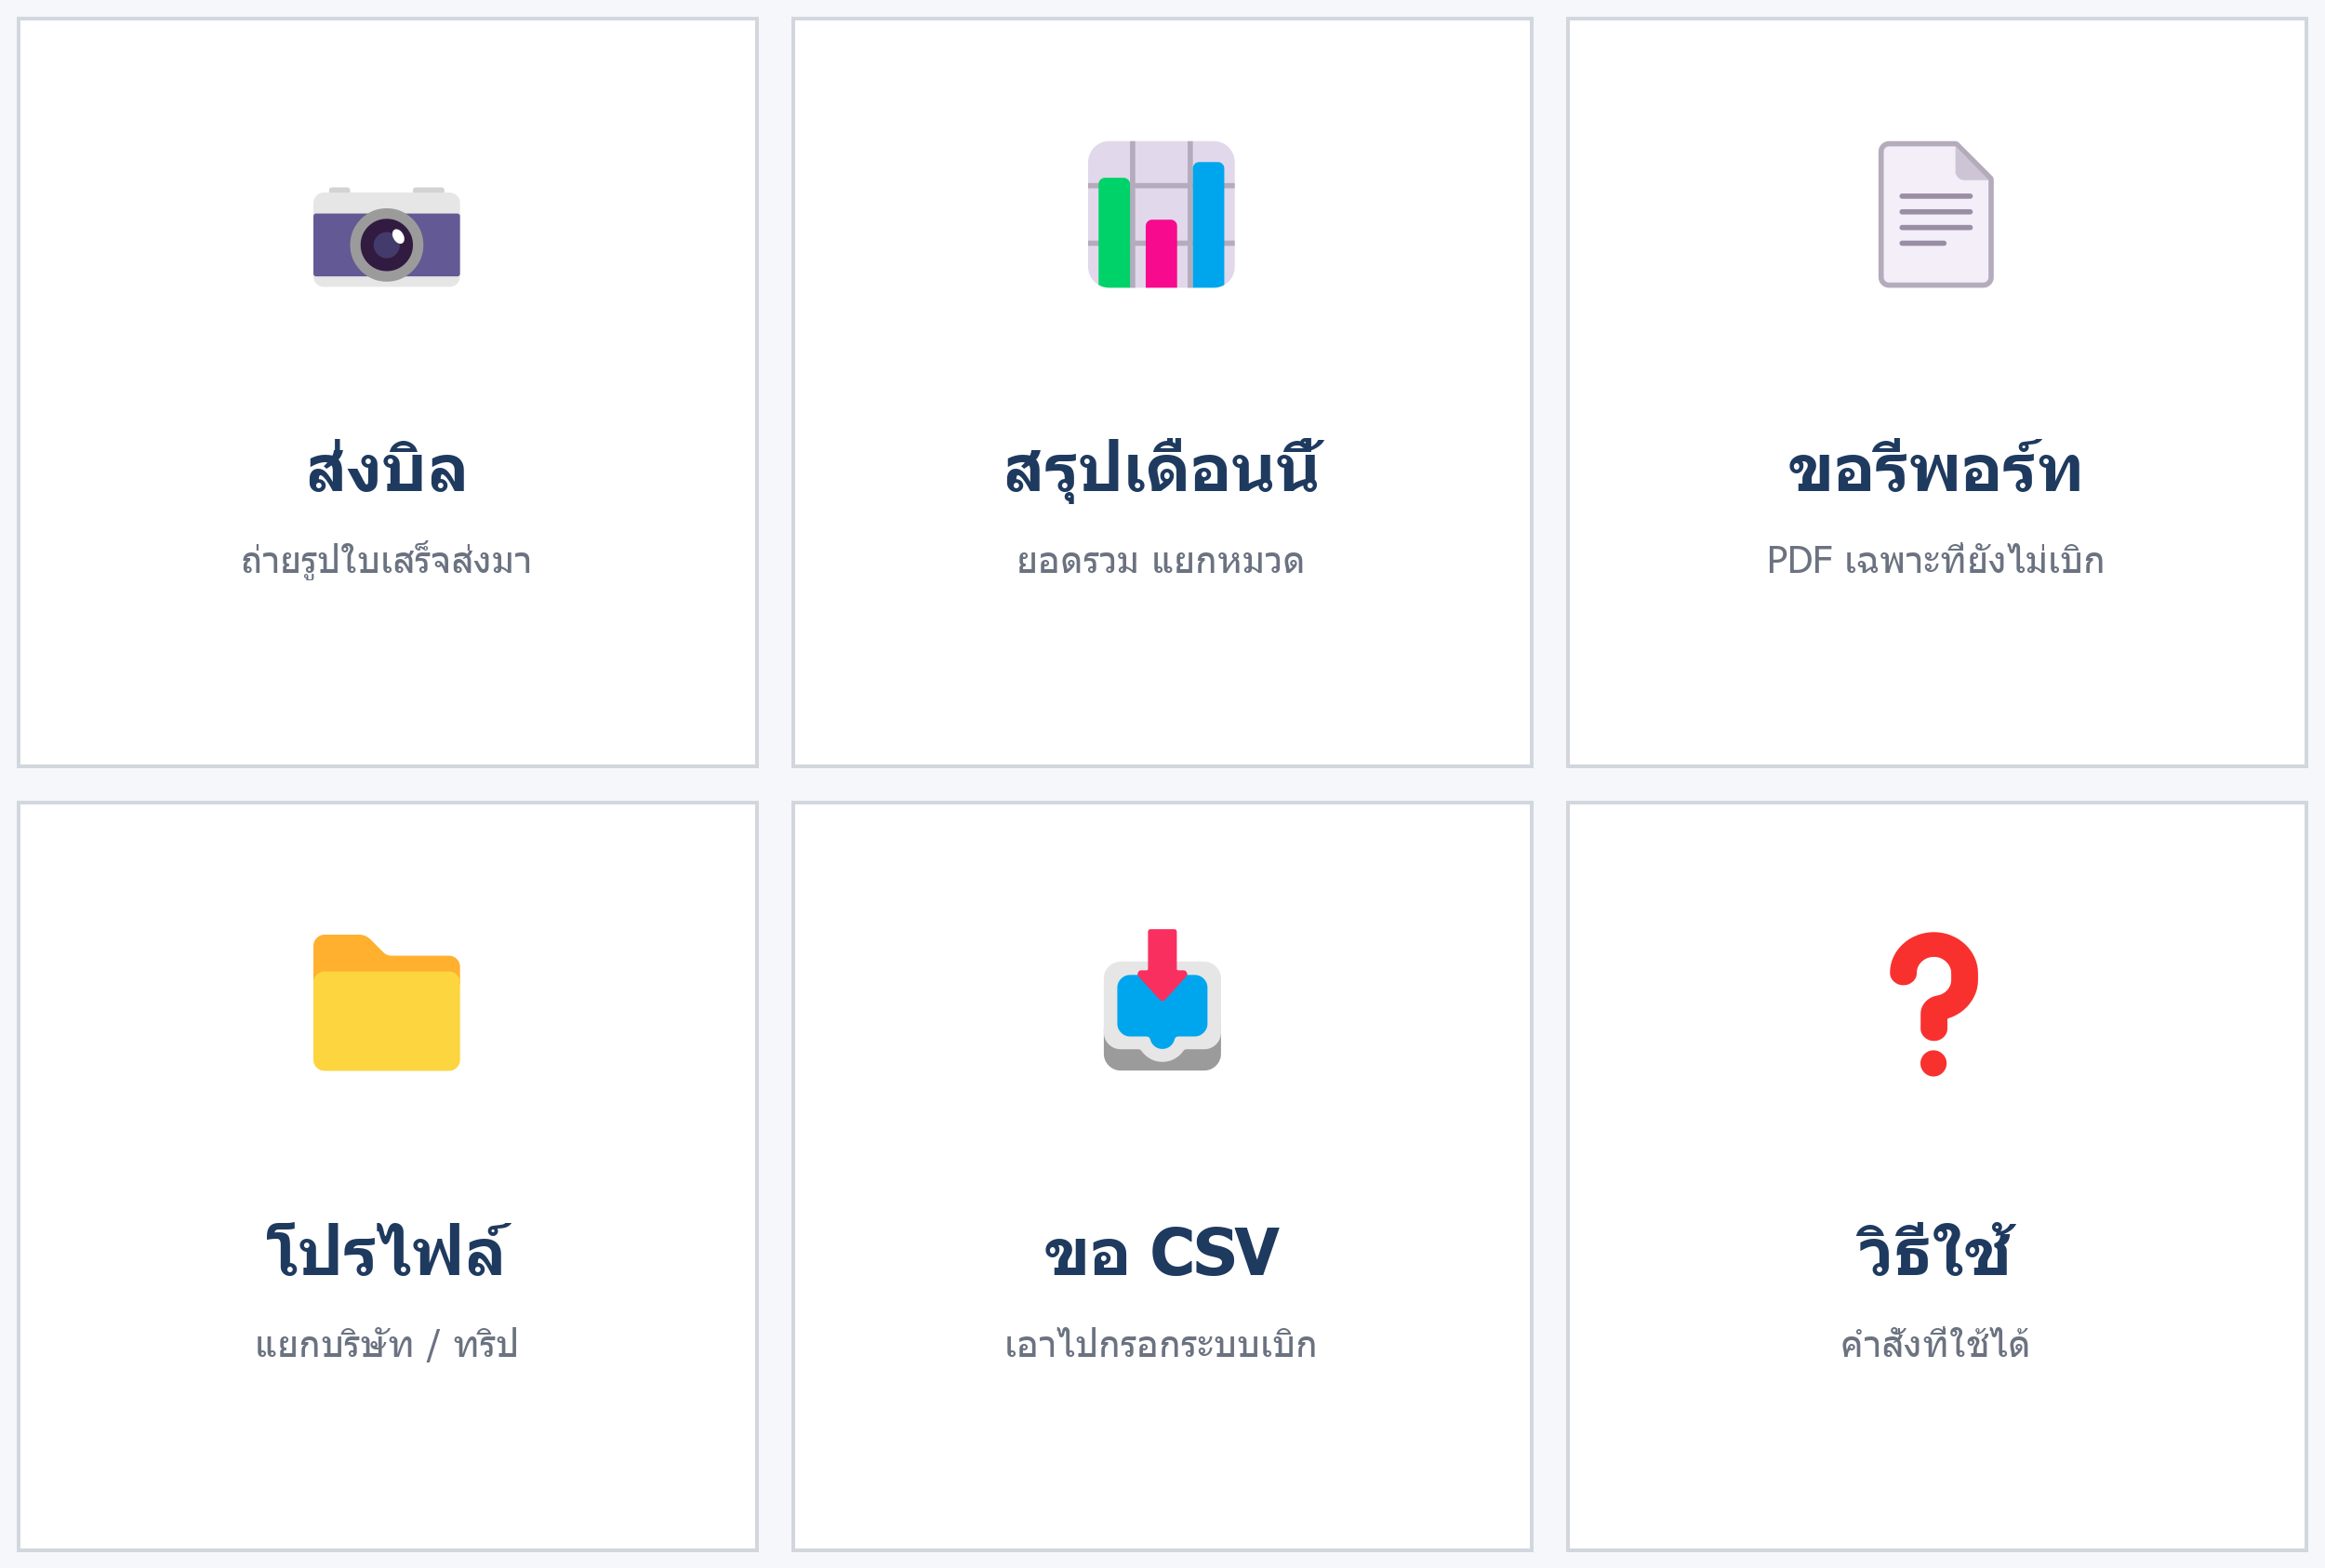 ส่งบิล
ถ่ายรูปใบเสร็จส่งมา
สรุปเดือนนี้
ยอดรวม แยกหมวด
ขอรีพอร์ท
PDF เฉพาะที่ยังไม่เบิก
โปรไฟล์
แยกบริษัท / ทริป
ขอ CSV
เอาไปกรอกระบบเบิก
วิธีใช้
คำสั่งที่ใช้ได้